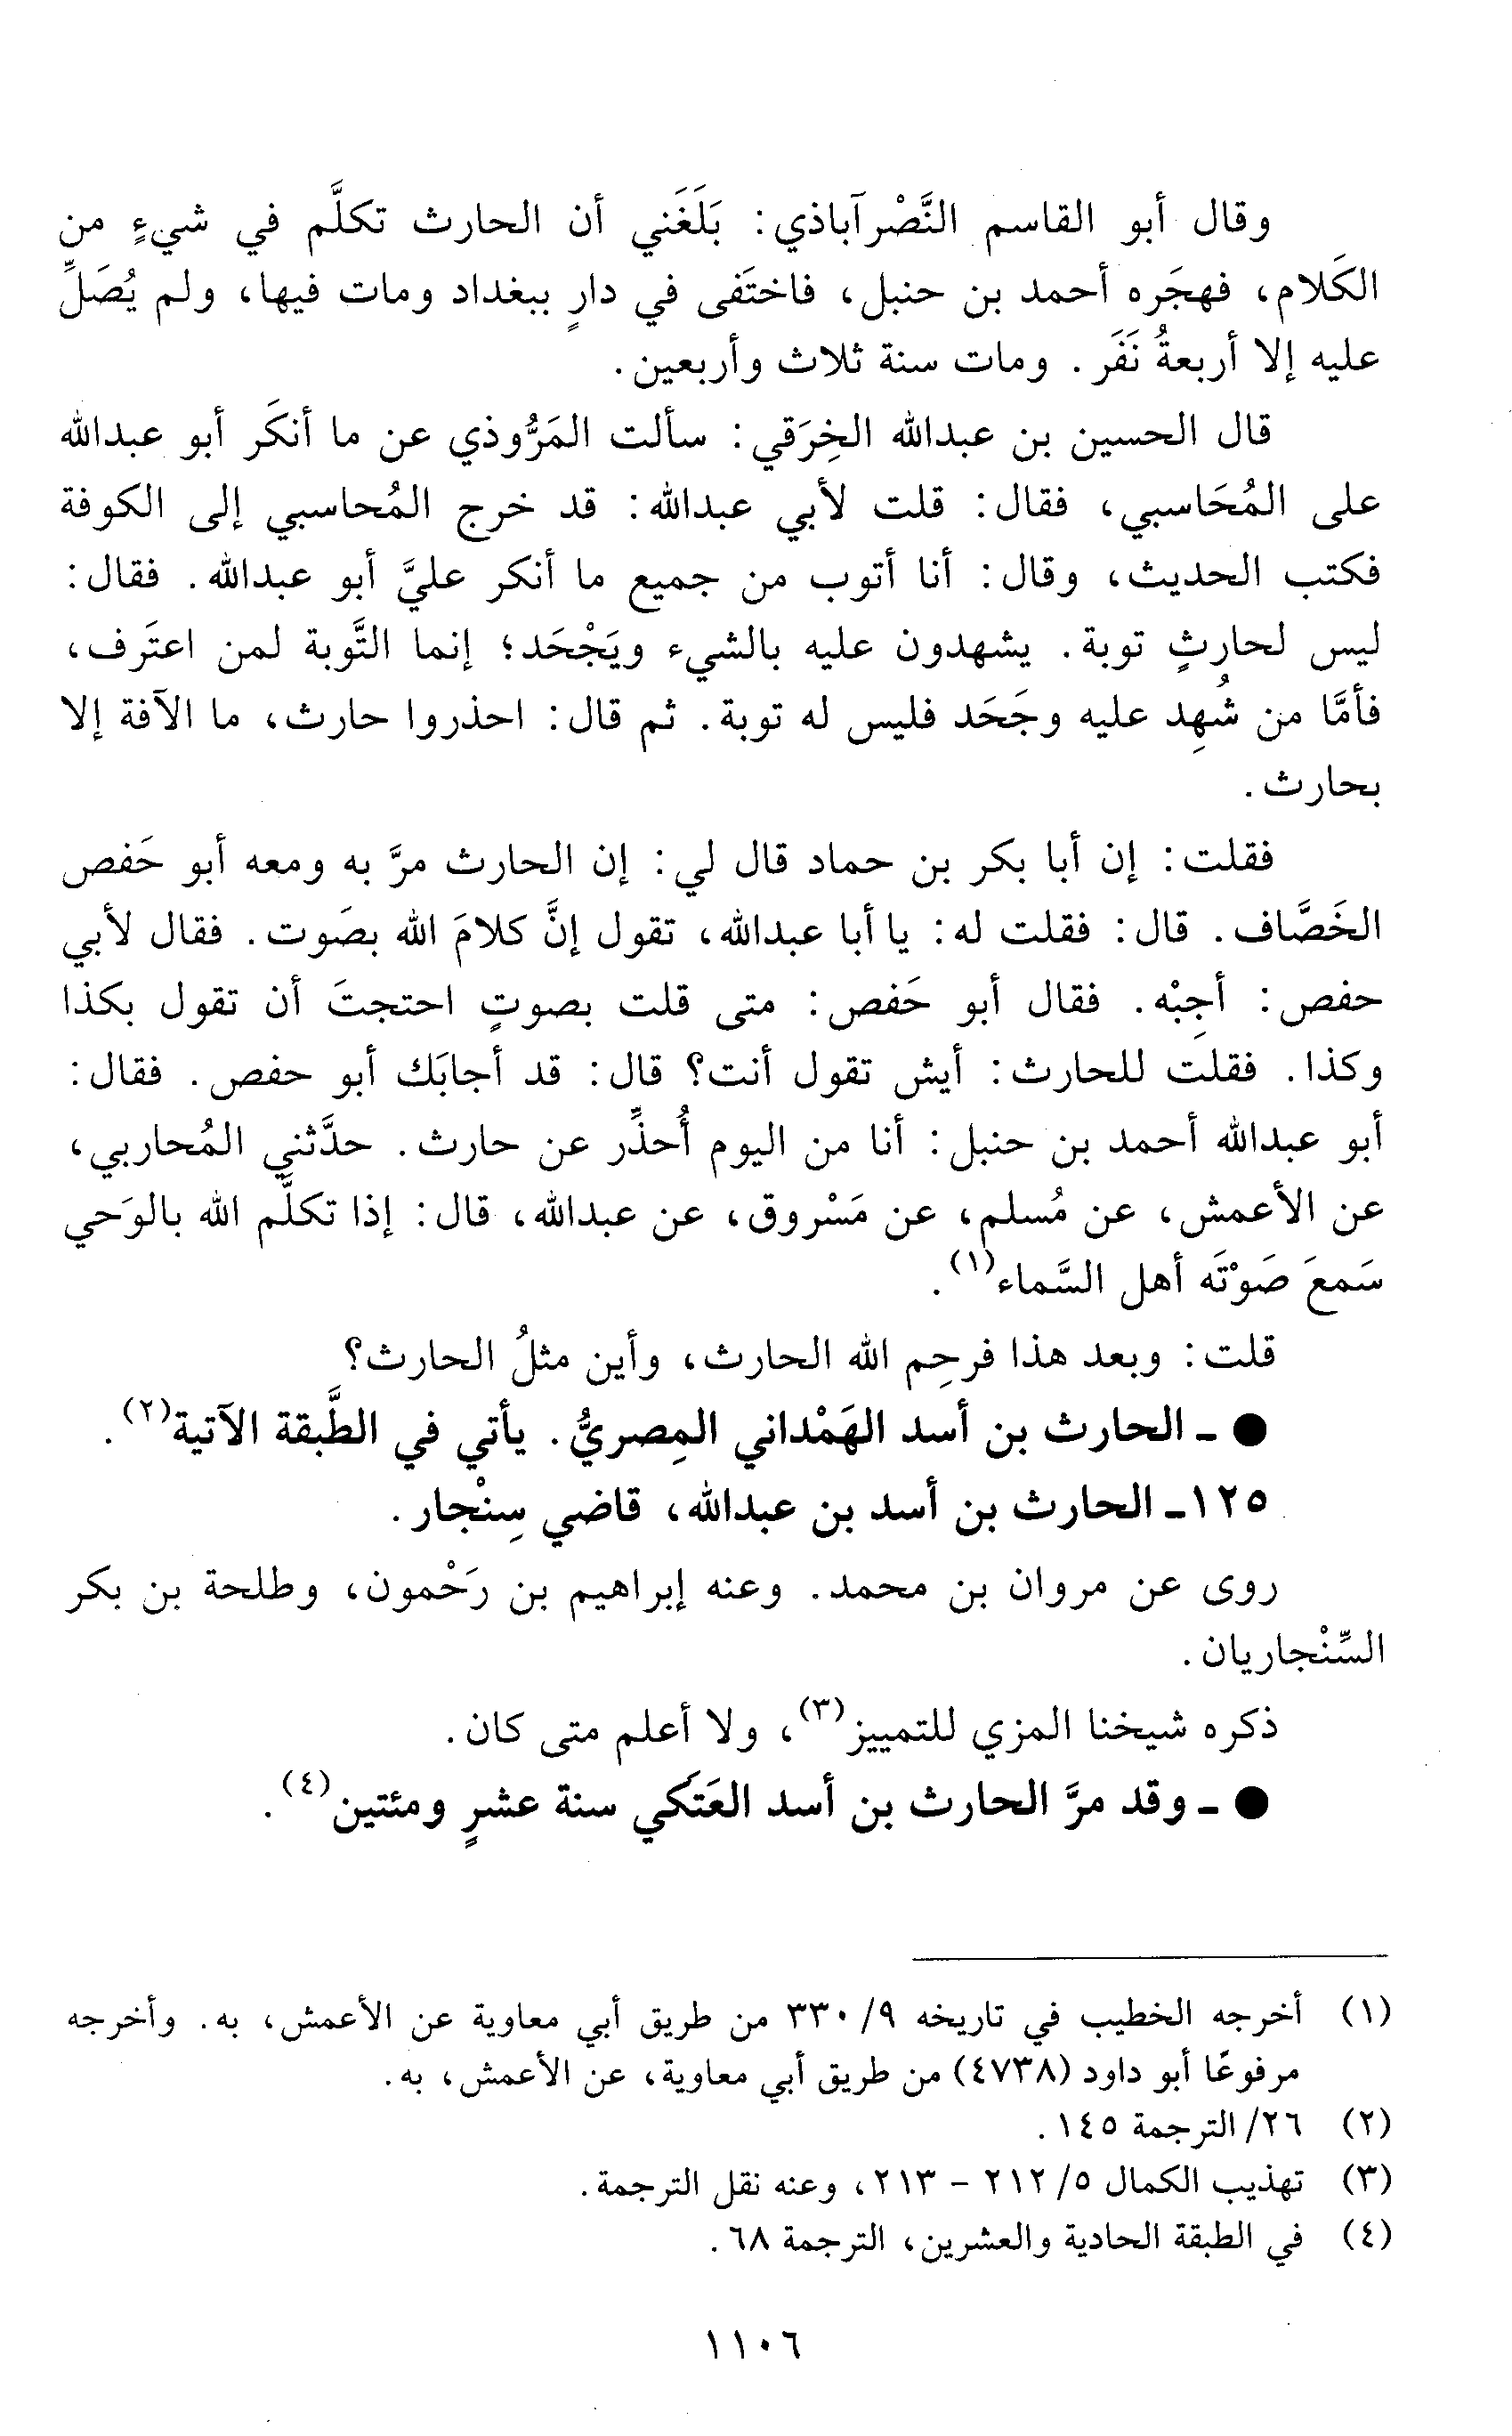 وقال أبو القاسم النَّصْرآباذي: بَلَغَني أن الحارث تكلَّم في شيءٍ من
الكَلام، فهجَره أحمد بن حنبل، فاختَفى في دارٍ ببغداد ومات فيها، ولم يُصَلِّ
عليه إلا أربعةُ نَفَر. ومات سنة ثلاث وأربعين.
قال الحسين بن عبدالله الخِرَقي: سألت المَرُّوذي عن ما أنكَر أبو عبدالله
على المُحَاسبي، فقال: قلت لأبي عبدالله: قد خرج المُحاسبي إلى الكوفة
فكتب الحديث، وقال: أنا أتوب من جميع ما أنكر عليَّ أبو عبدالله. فقال:
ليس لحارثٍ توبة. يشهدون عليه بالشيء ويَجْحَد؛ إنما التَّوبة لمن اعتَرف،
فأمَّا من شُهِد عليه وجَحَد فليس له توبة. ثم قال: احذروا حارث، ما الآفة إلا
بحارث.
فقلت: إن أبا بكر بن حماد قال لي: إن الحارث مرَّ به ومعه أبو حَفص
الخَصَّاف. قال: فقلت له: يا أبا عبدالله، تقول إنَّ كلامَ الله بصَوت. فقال لأبي
حفص: أجِبْه. فقال أبو حَفص: متى قلت بصوتٍ احتجتَ أن تقول بكذا
وكذا. فقلت للحارث: أيش تقول أنت؟ قال: قد أجابَك أبو حفص. فقال:
أبو عبدالله أحمد بن حنبل: أنا من اليوم أُحذِّر عن حارث. حدَّثني المُحاربي،
عن الأعمش، عن مُسلم، عن مَسْروق، عن عبدالله، قال: إذا تكلَّم الله بالوَحي
سَمعَ صَوْتَه أهل السَّماء(١).
قلت: وبعد هذا فرحِم الله الحارث، وأين مثلُ الحارث؟
● ـ الحارث بن أسد الهَمْداني المِصريُّ. يأتي في الطَّبقة الآتية(٢).
١٢٥ـ الحارث بن أسد بن عبدالله، قاضي سِنْجار.
روى عن مروان بن محمد. وعنه إبراهيم بن رَحْمون، وطلحة بن بكر
السِّنْجاريان.
ذكره شيخنا المزي للتمييز(٣)، ولا أعلم متى كان.
● ـ وقد مرَّ الحارث بن أسد العَتَكي سنة عشرٍ ومئتين(٤).
(١) أخرجه الخطيب في تاريخه ٩/ ٣٣٠ من طريق أبي معاوية عن الأعمش، به. وأخرجه
مرفوعًا أبو داود (٤٧٣٨) من طريق أبي معاوية، عن الأعمش، به.
(٢) ٢٦/ الترجمة ١٤٥.
(٣) تهذيب الكمال ٥/ ٢١٢ - ٢١٣، وعنه نقل الترجمة.
(٤) في الطبقة الحادية والعشرين، الترجمة ٦٨.
١١٠٦